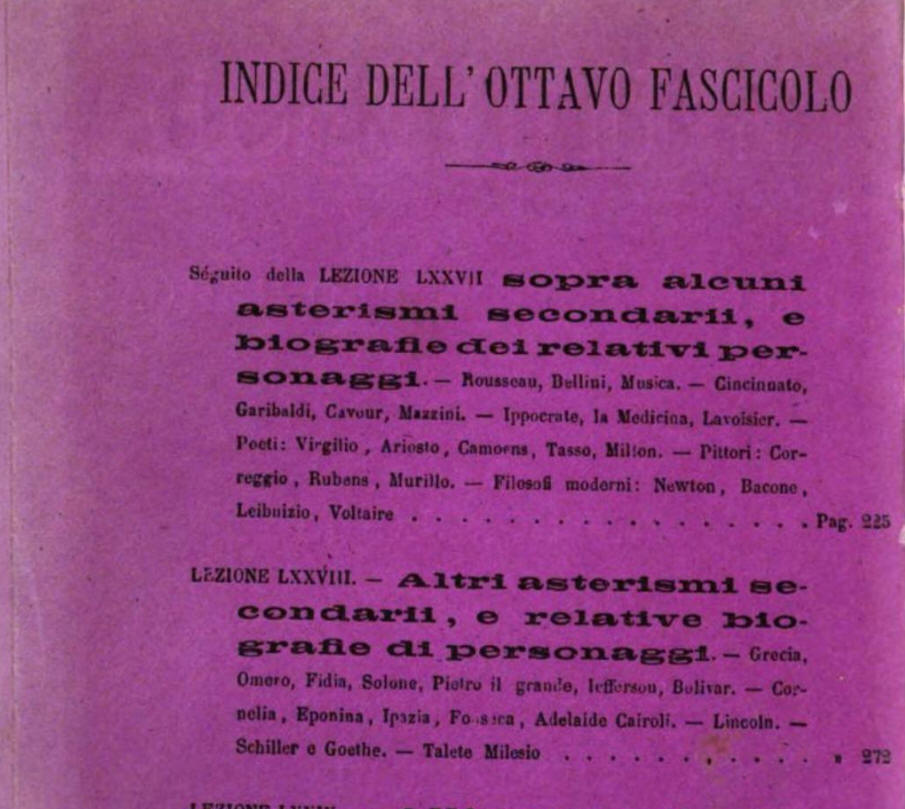 INDICE DELL' OTTAVO FASCICOLO
Séguito della LEZIONE LXXVII sopra alcuni
asterismi secondarii, e
biografie dei relativi per-
sonaggi. — Rousseau, Bellini, Musica. — Cincinnato,
Garibaldi, Cavour, Mazzini. — Ippocrate, la Medicina, Lavoisier. —
Poeti: Virgilio, Ariosto, Camoens, Tasso, Milton. — Pittori: Cor-
reggio, Rubens, Murillo. — Filosofi moderni: Newton, Bacone,
Leibnizio, Voltaire . . . . . . . . . . . . . . . . . Pag. 225
LEZIONE LXXVIII. — Altri asterismi se-
condarii, e relative bio-
grafie di personaggi. — Grecia,
Omero, Fidia, Solone, Pietro il grande, Iefferson, Bolivar. — Cor-
nelia, Eponina, Ipazia, Fonseca, Adelaide Cairoli. — Lincoln. —
Schiller e Goethe. — Talete Milesio . . . . . . . . . . » 272